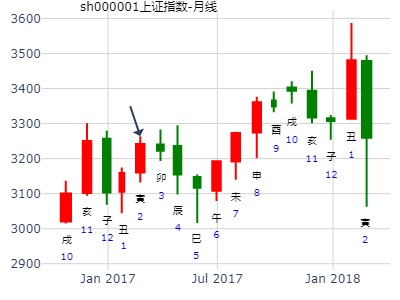 sh000001上证指数-月线
3600
3500
3400
3300
3200
3100
3000
2900
戌 10
亥 11
子 12
丑 1
寅 2
卯 3
辰 4
巳 5
午 6
未 7
申 8
酉 9
戌 10
亥 11
子 12
丑 1
寅 2
Jan 2017
Jul 2017
Jan 2018